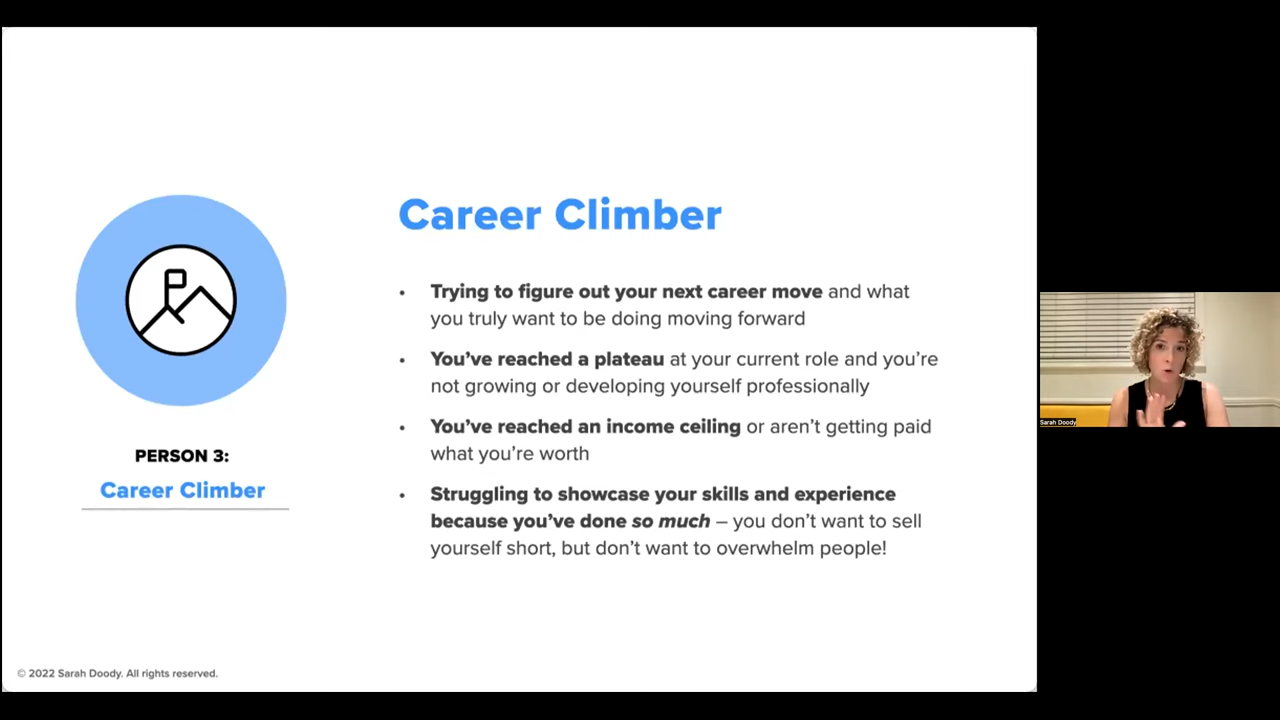 Career Climber
• Trying to figure out your next career move and what
you truly want to be doing moving forward
• You’ve reached a plateau at your current role and you’re
not growing or developing yourself professionally
• You’ve reached an income ceiling or aren’t getting paid
what you’re worth
• Struggling to showcase your skills and experience
because you’ve done so much – you don’t want to sell
yourself short, but don’t want to overwhelm people!
PERSON 3:
Career Climber
© 2022 Sarah Doody. All rights reserved.
Sarah Doody